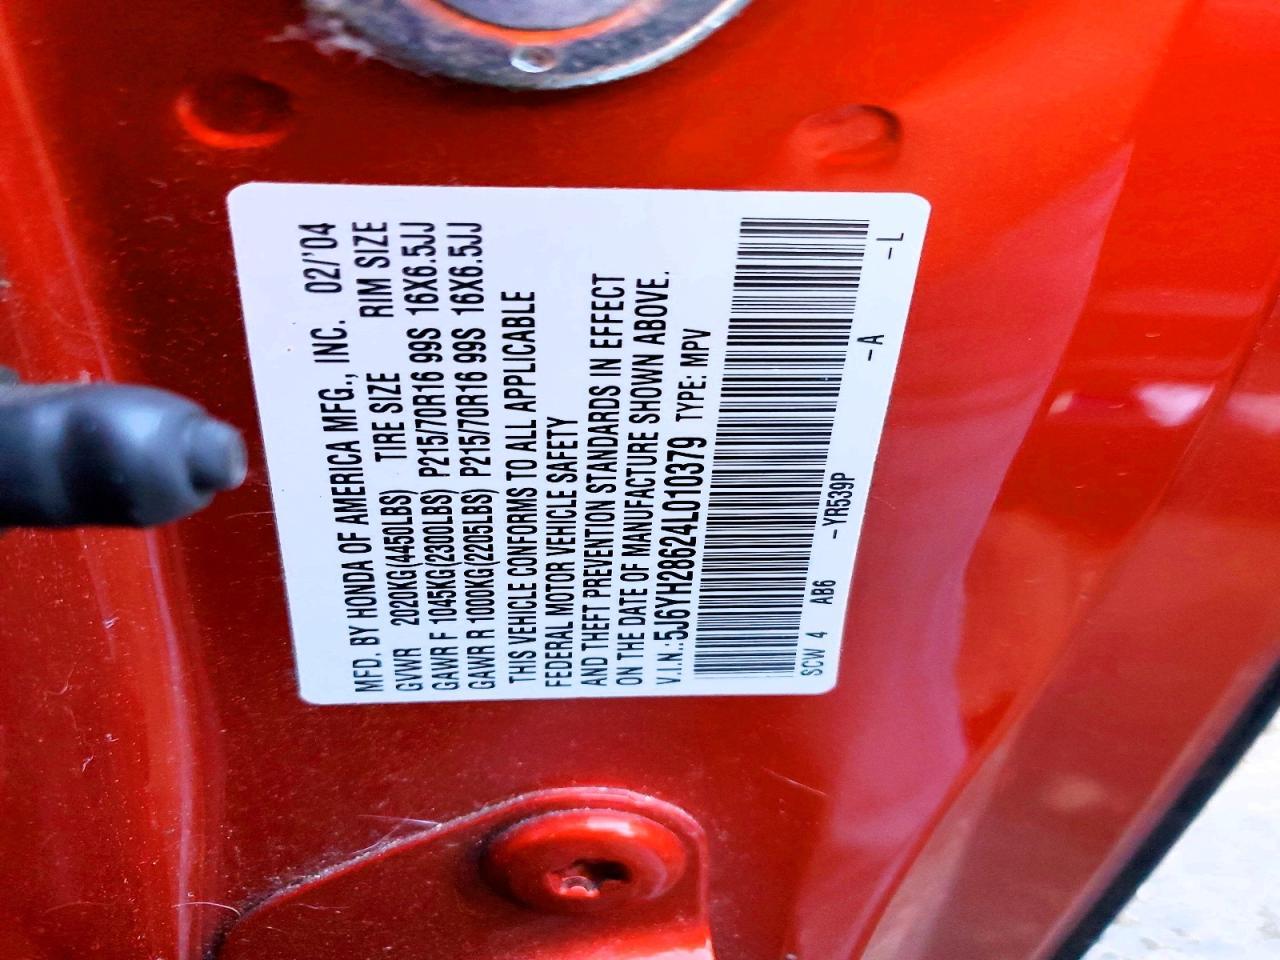 MFD. BY HONDA OF AMERICA MFG., INC. 02/'04
GVWR 2020KG(4450LBS) TIRE SIZE RIM SIZE
GAWR F 1045KG(2300LBS) P215/70R16 99S 16X6.5JJ
GAWR R 1000KG(2205LBS) P215/70R16 99S 16X6.5JJ
THIS VEHICLE CONFORMS TO ALL APPLICABLE
FEDERAL MOTOR VEHICLE SAFETY
AND THEFT PREVENTION STANDARDS IN EFFECT
ON THE DATE OF MANUFACTURE SHOWN ABOVE.
V.I.N.:5J6YH28624L010379 TYPE: MPV
SCW 4 AB6 -YR539P -A -L